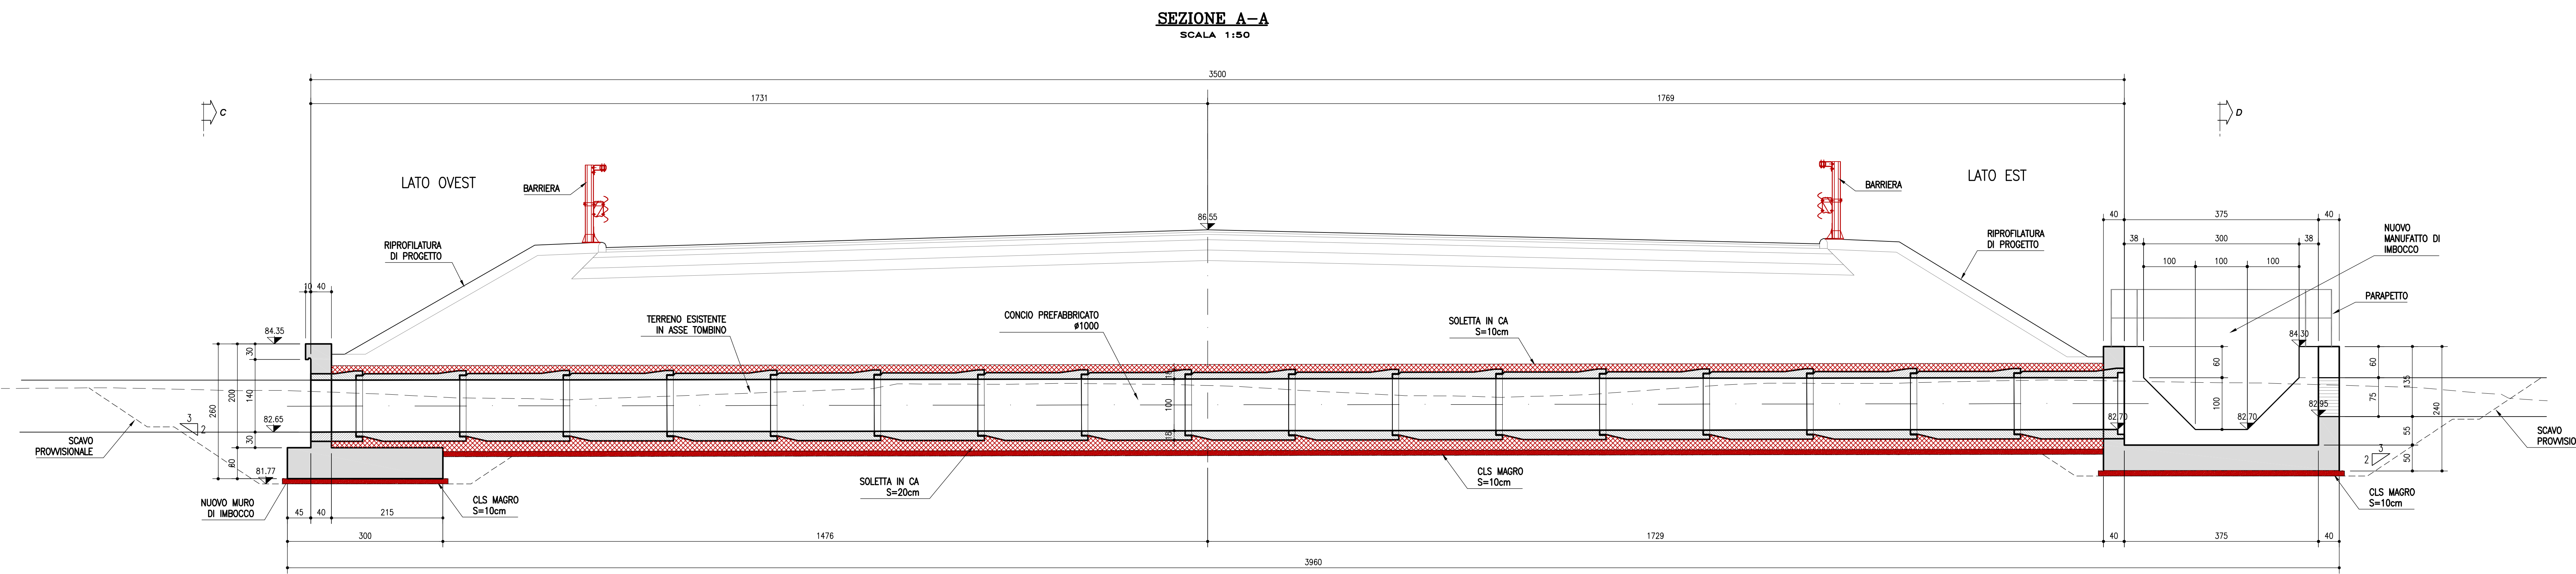 SEZIONE A-A
SCALA 1:50
3500
1731
1769
C
D
LATO OVEST
BARRIERA
BARRIERA
LATO EST
86.55
RIPROFILATURA
DI PROGETTO
RIPROFILATURA
DI PROGETTO
40
375
40
38
300
38
100
100
100
NUOVO
MANUFATTO DI
IMBOCCO
PARAPETTO
10
40
TERRENO ESISTENTE
IN ASSE TOMBINO
CONCIO PREFABBRICATO
ø1000
SOLETTA IN CA
S=10cm
84.35
84.30
30
200
140
260
30
60
82.65
81.77
3
2
SCAVO
PROVVISIONALE
NUOVO MURO
DI IMBOCCO
CLS MAGRO
S=10cm
SOLETTA IN CA
S=20cm
100
18
CLS MAGRO
S=10cm
60
100
82.70
82.70
82.95
60
75
135
55
50
240
3
2
SCAVO
PROVVISIO
CLS MAGRO
S=10cm
45
40
215
300
1476
1729
40
375
40
3960